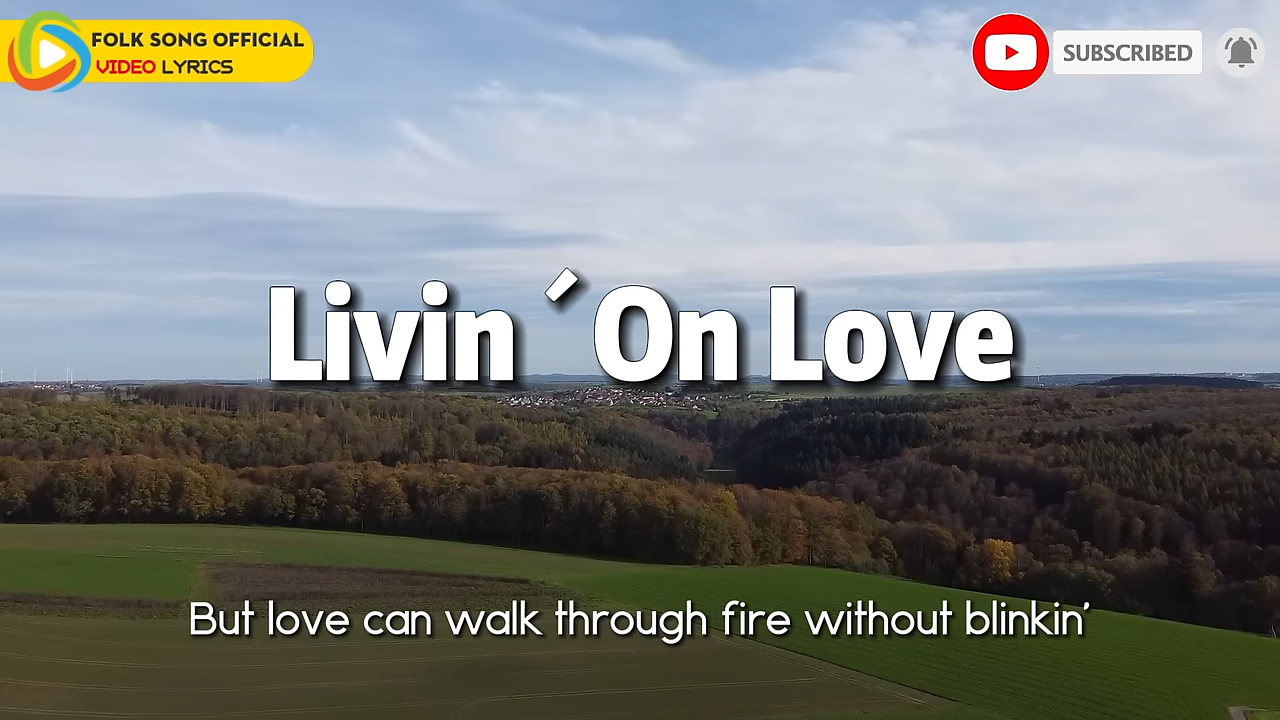 FOLK SONG OFFICIAL
VIDEO LYRICS
SUBSCRIBED
Livin ´On Love
But love can walk through fire without blinkin'